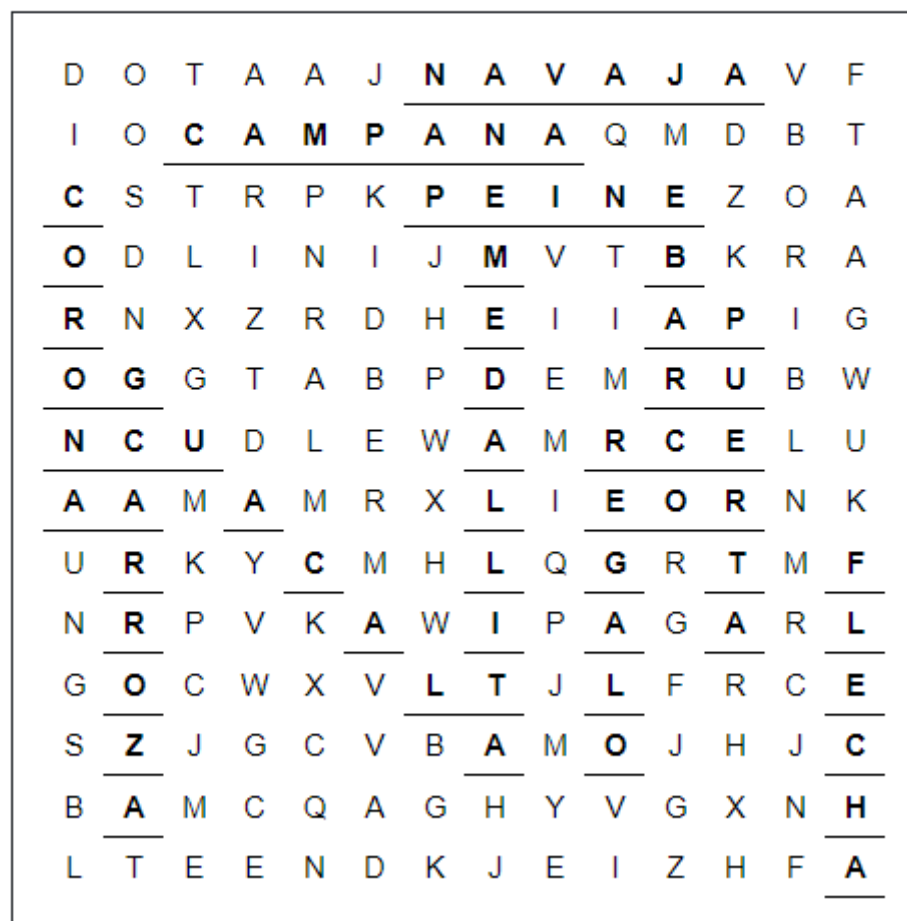 D O T A A J N A V A J A V F
I O C A M P A N A Q M D B T
C S T R P K P E I N E Z O A
O D L I N I J M V T B K R A
R N X Z R D H E I I A P I G
O G G T A B P D E M R U B W
N C U D L E W A M R C E L U
A A M A M R X L I E O R N K
U R K Y C M H L Q G R T M F
N R P V K A W I P A G A R L
G O C W X V L T J L F R C E
S Z J G C V B A M O J H J C
B A M C Q A G H Y V G X N H
L T E E N D K J E I Z H F A